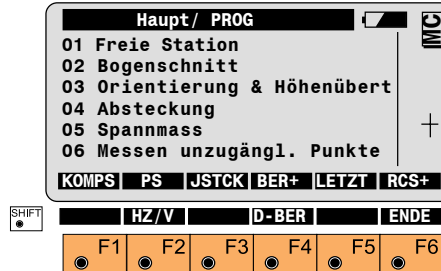 Haupt/ PROG MC
01 Freie Station
02 Bogenschnitt
03 Orientierung & Höhenübert
04 Absteckung
05 Spannmass
06 Messen unzugängl. Punkte
KOMPS PS JSTCK BER+ LETZT RCS+
SHIFT HZ/V D-BER ENDE
F1 F2 F3 F4 F5 F6